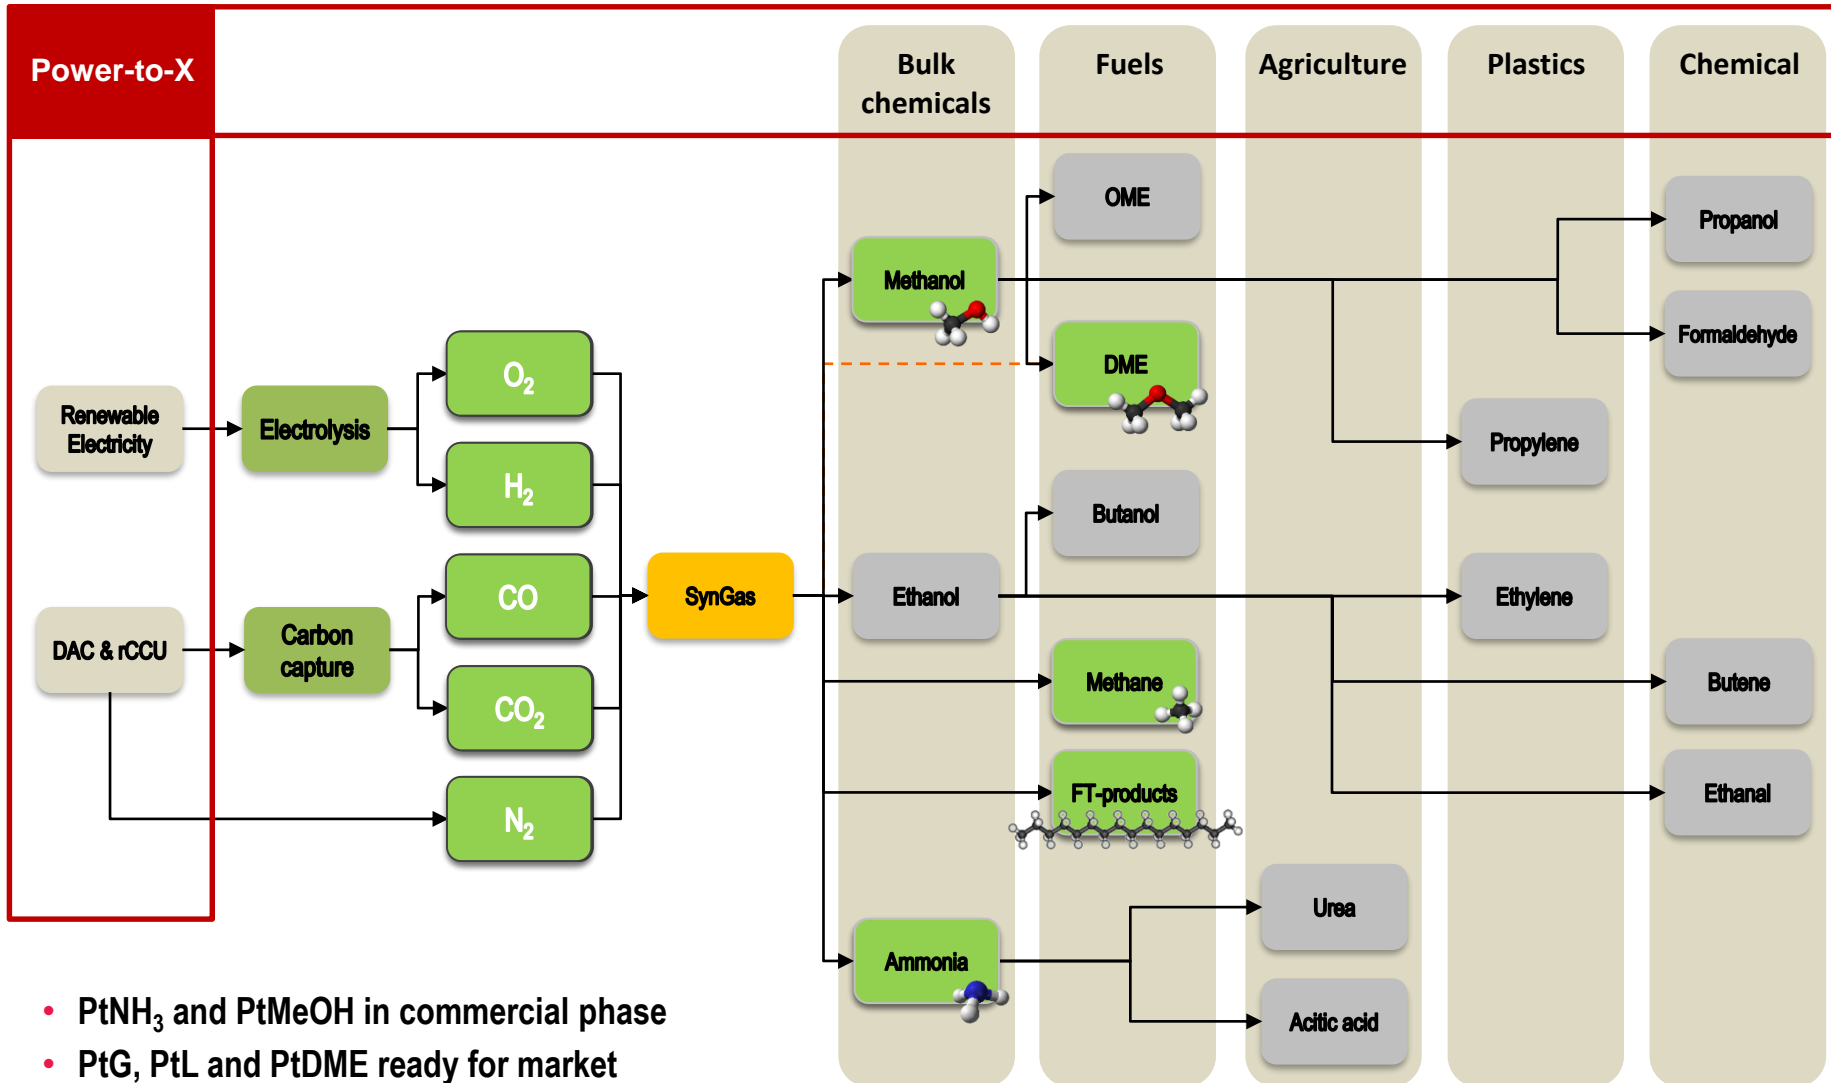 Power-to-X
Bulk
chemicals
Fuels
Agriculture
Plastics
Chemical
OME
Propanol
Methanol
Formaldehyde
DME
O₂
Renewable
Electricity
Electrolysis
Propylene
H₂
Butanol
CO
SynGas
Ethanol
Ethylene
DAC & rCCU
Carbon
capture
Methane
Butene
CO₂
FT-products
Ethanal
N₂
Urea
Ammonia
Acitic acid
• PtNH₃ and PtMeOH in commercial phase
• PtG, PtL and PtDME ready for market